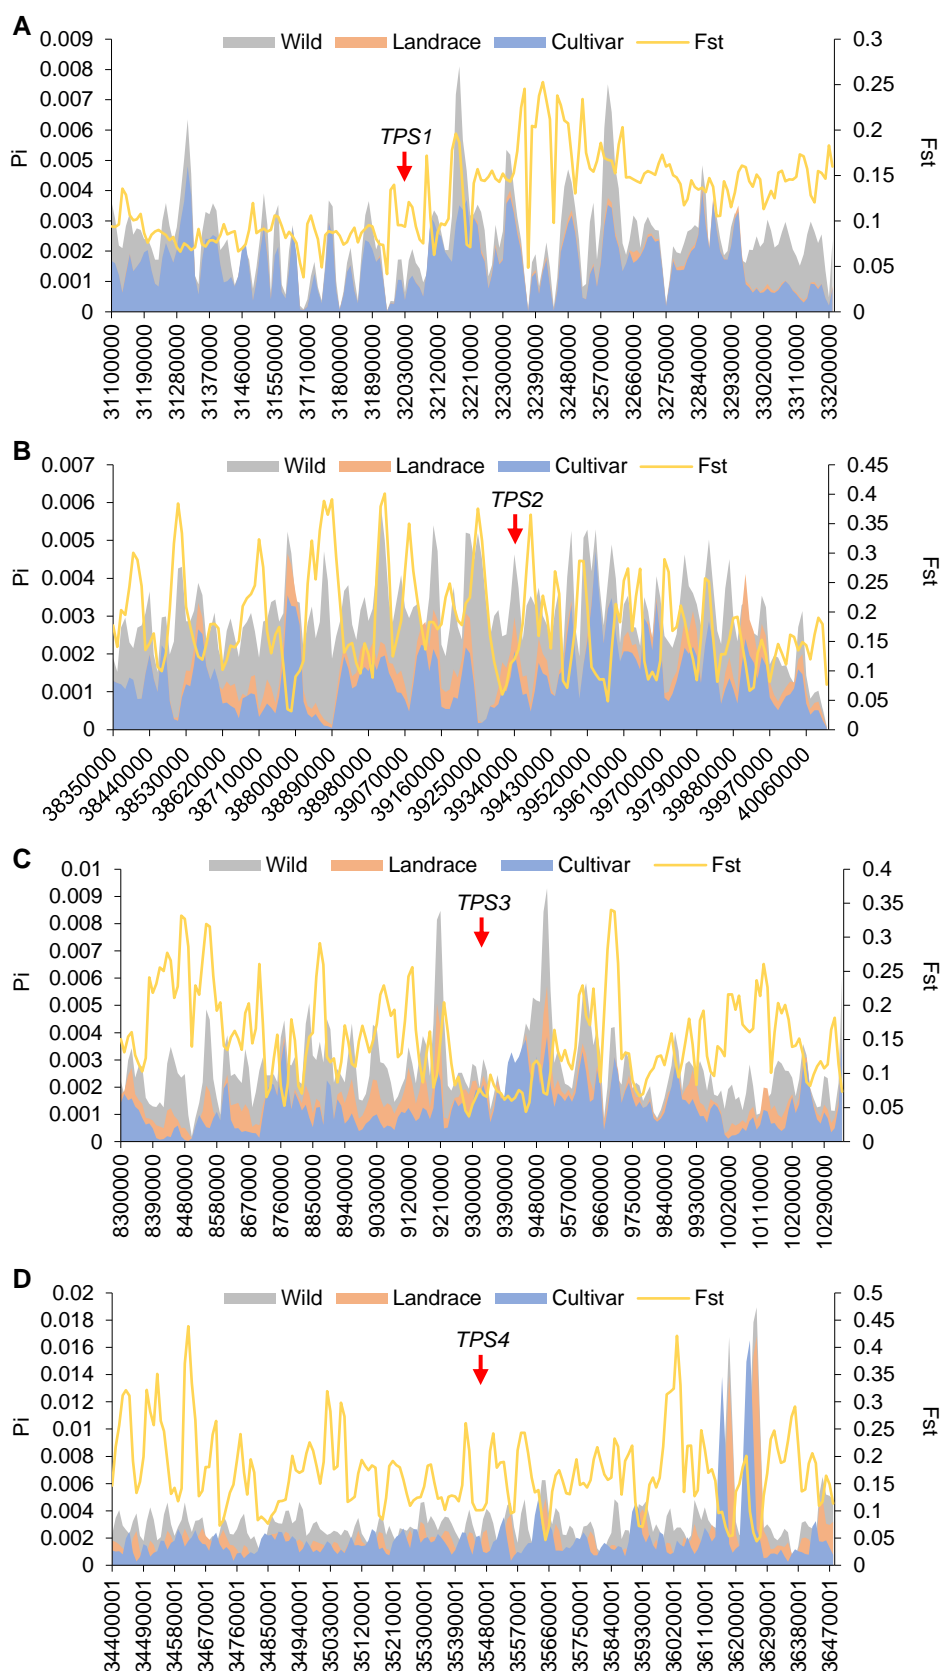 A
Wild Landrace Cultivar Fst
0.009 0.3
0.008 0.25
0.007
0.006 0.2
TPS1
0.005 0.15
0.004
0.003 0.1
0.002 0.05
0.001
0 0
Pi
Fst
31100000 31190000 31280000 31370000 31460000 31550000 31710000 31800000 31890000 32030000 32120000 32210000 32300000 32390000 32480000 32570000 32660000 32750000 32840000 32930000 33020000 33110000 33200000
B
Wild Landrace Cultivar Fst
0.007 0.45
0.006 0.4
TPS2
0.35
0.005 0.3
0.004 0.25
0.003 0.2
0.002 0.15
0.1
0.001 0.05
0 0
Pi
Fst
38350000 38440000 38530000 38620000 38710000 38800000 38890000 38980000 39070000 39160000 39250000 39340000 39430000 39520000 39610000 39700000 39790000 39880000 39970000 40060000
C
Wild Landrace Cultivar Fst
0.01 0.4
0.009 0.35
TPS3
0.008 0.3
0.007
0.006 0.25
0.005 0.2
0.004 0.15
0.003
0.002 0.1
0.001 0.05
0 0
Pi
Fst
8300000 8390000 8480000 8580000 8670000 8760000 8850000 8940000 9030000 9120000 9210000 9300000 9390000 9480000 9570000 9660000 9750000 9840000 9930000 10020000 10110000 10200000 10290000
D
Wild Landrace Cultivar Fst
0.02 0.5
0.018 0.45
TPS4
0.016 0.4
0.014 0.35
0.012 0.3
0.01 0.25
0.008 0.2
0.006 0.15
0.004 0.1
0.002 0.05
0 0
Pi
Fst
34400001 34490001 34580001 34670001 34760001 34850001 34940001 35030001 35120001 35210001 35300001 35390001 35480001 35570001 35660001 35750001 35840001 35930001 36020001 36110001 36200001 36290001 36380001 36470001